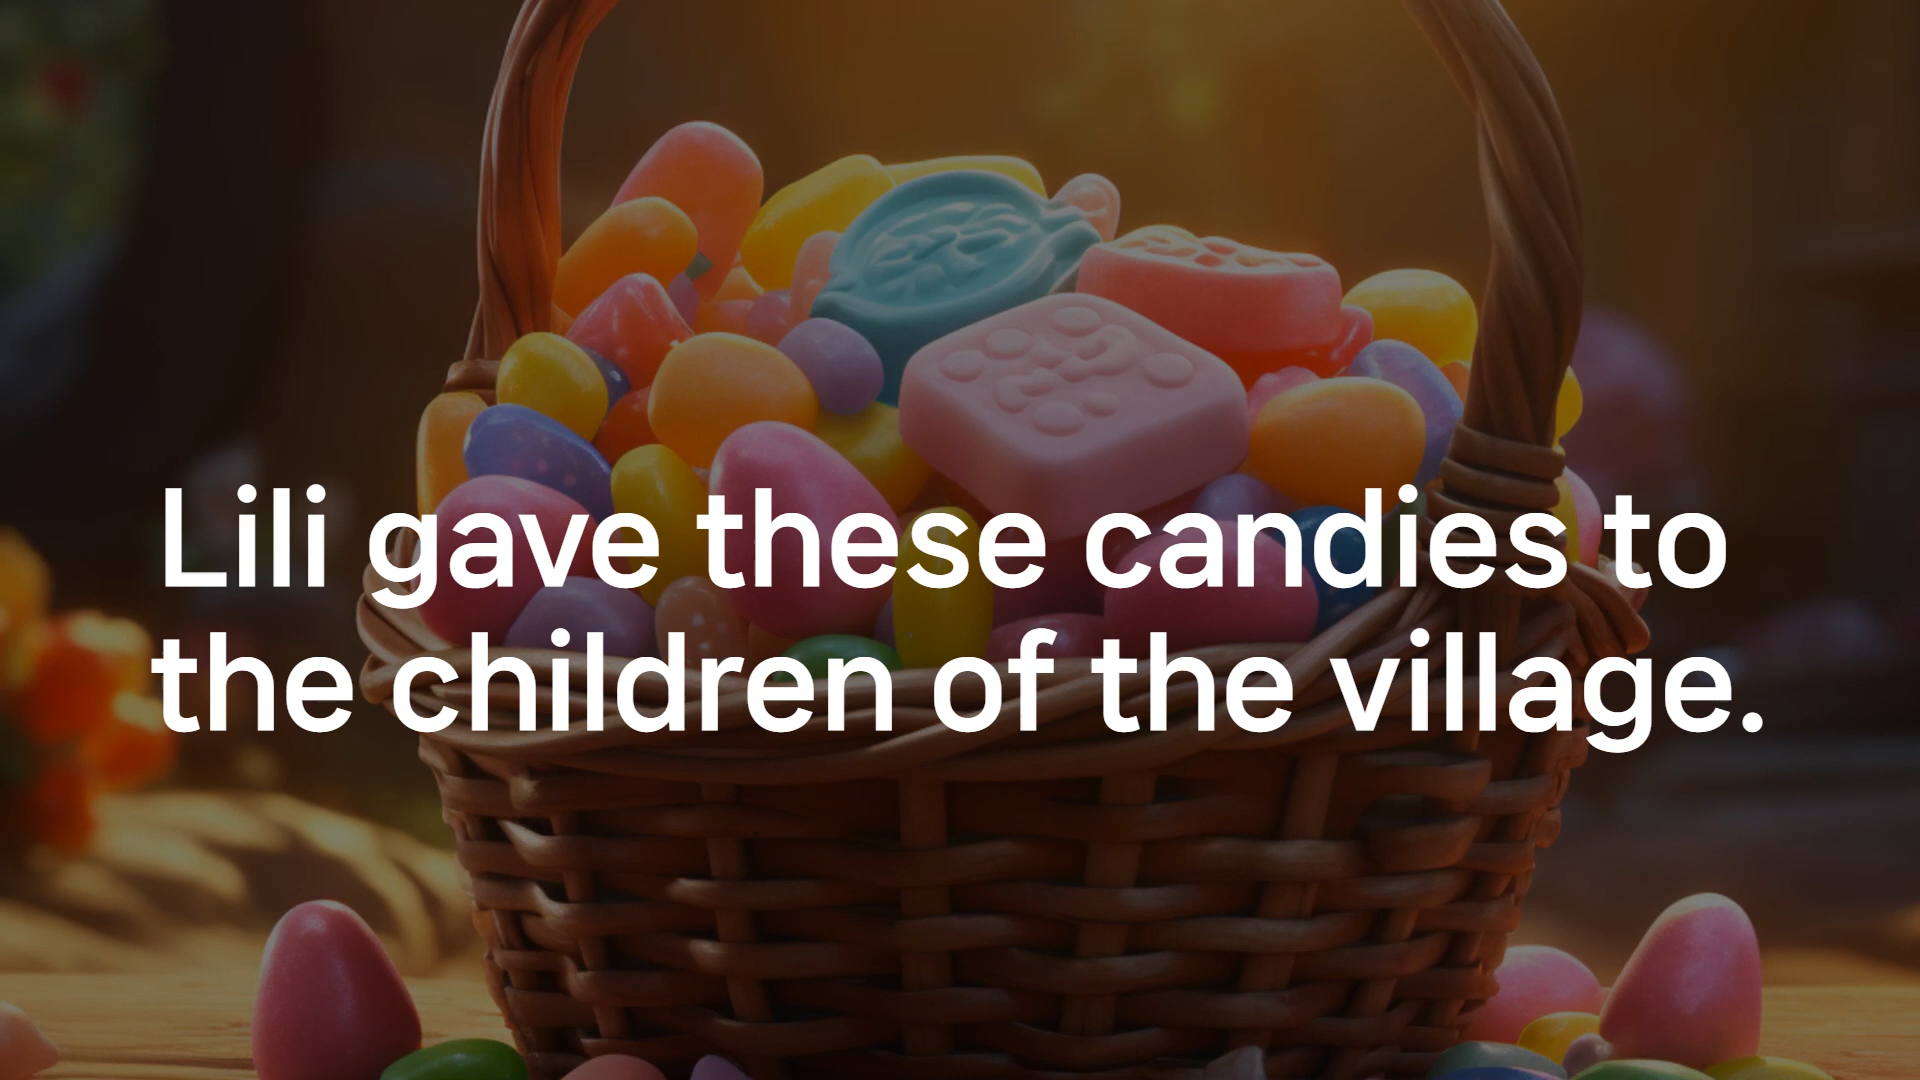 Lili gave these candies to
the children of the village.